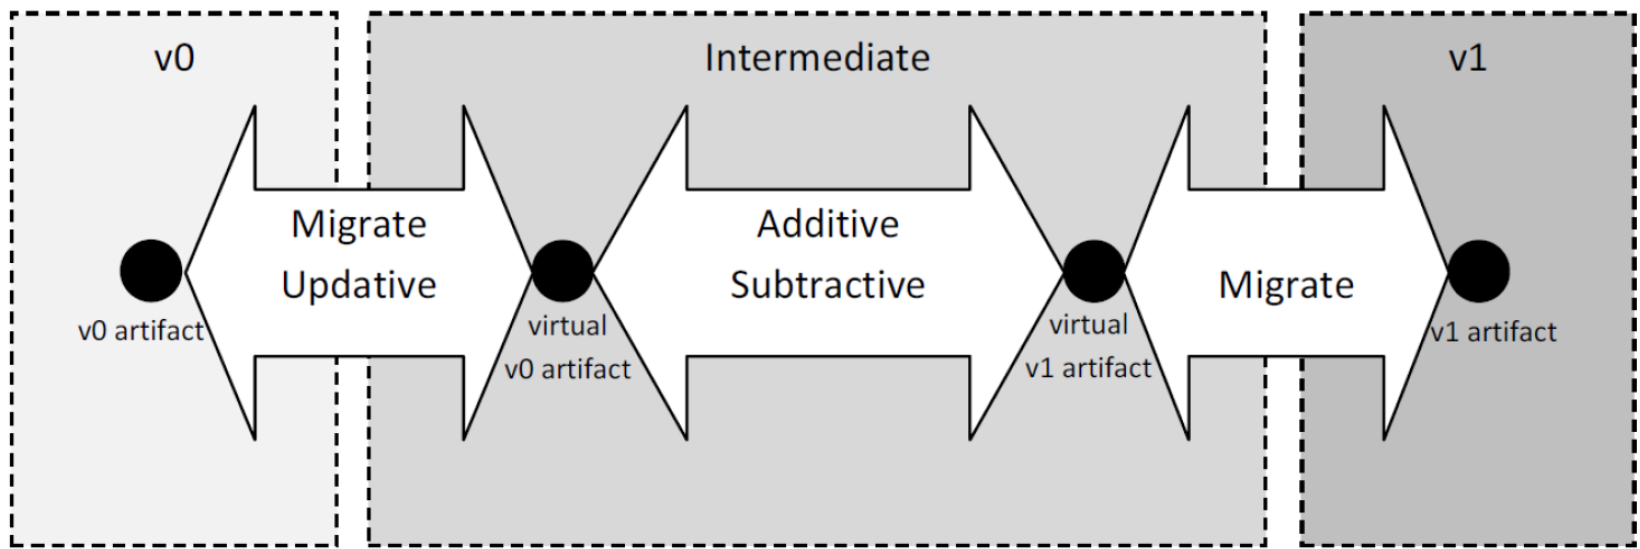 v0
Intermediate
v1
Migrate
Updative
Additive
Subtractive
Migrate
v0 artifact
virtual
v0 artifact
virtual
v1 artifact
v1 artifact